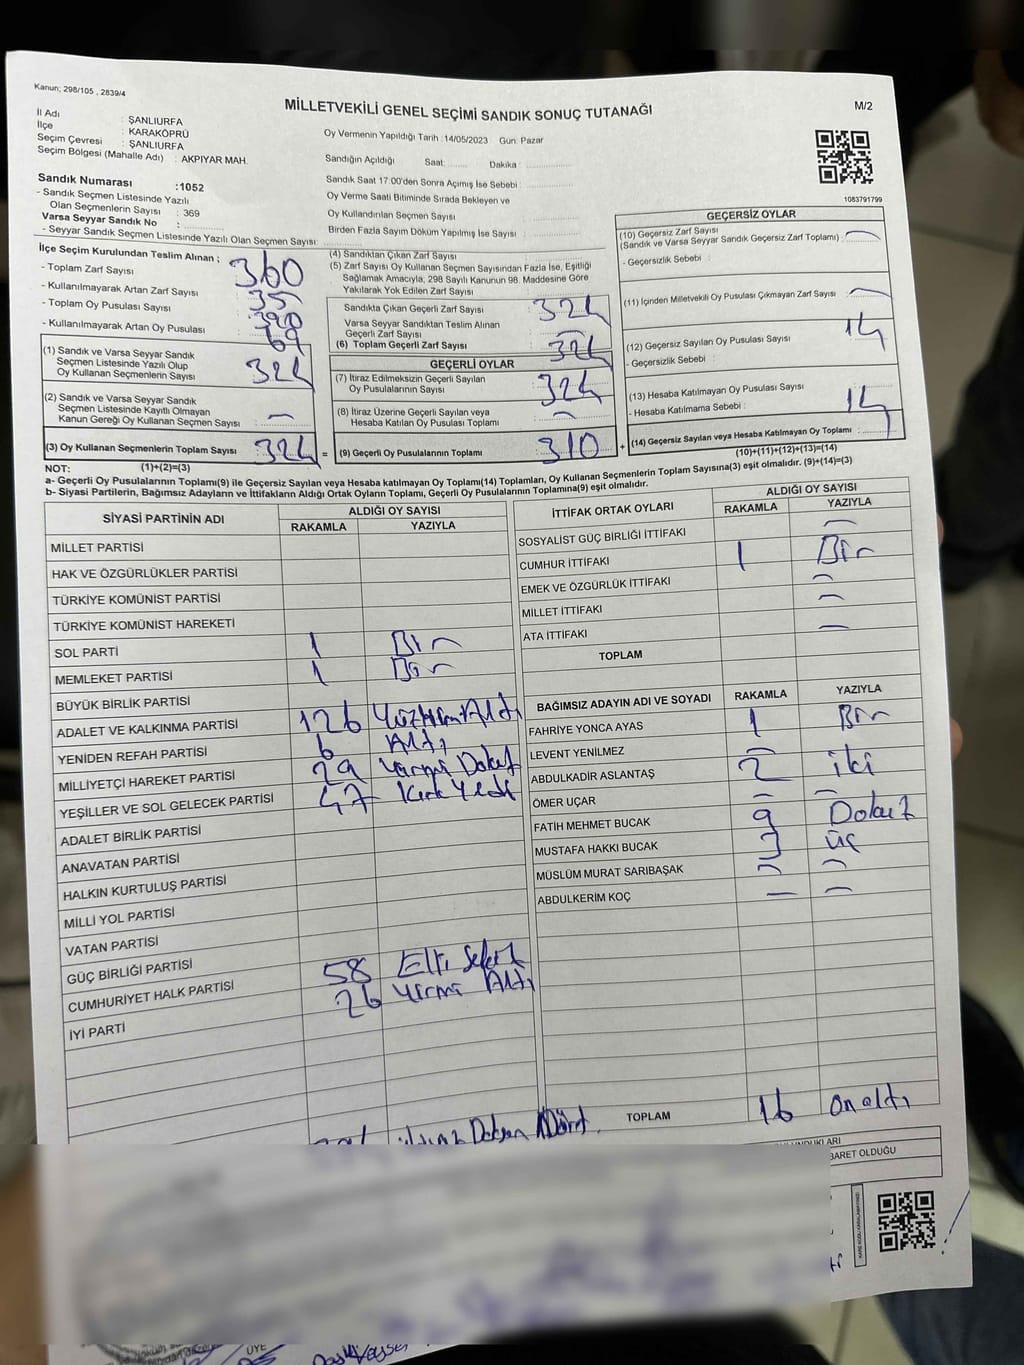 Kanun; 298/105 , 2839/4
MİLLETVEKİLİ GENEL SEÇİMİ SANDIK SONUÇ TUTANAĞI
M/2
İl Adı : ŞANLIURFA
İlçe : KARAKÖPRÜ
Seçim Çevresi : ŞANLIURFA
Seçim Bölgesi (Mahalle Adı) : AKPIYAR MAH.
Sandık Numarası :1052
- Sandık Seçmen Listesinde Yazılı
Olan Seçmenlerin Sayısı : 369
Varsa Seyyar Sandık No :
- Seyyar Sandık Seçmen Listesinde Yazılı Olan Seçmen Sayısı:
Oy Vermenin Yapıldığı Tarih : 14/05/2023 Gün: Pazar
Sandığın Açıldığı Saat: Dakika :
Sandık Saat 17:00'den Sonra Açımış İse Sebebi :
Oy Verme Saati Bitiminde Sırada Bekleyen ve
Oy Kullandırılan Seçmen Sayısı
Birden Fazla Sayım Döküm Yapılmış İse Sayısı :
1083791799
İlçe Seçim Kurulundan Teslim Alınan ;
- Toplam Zarf Sayısı : 360
- Kullanılmayarak Artan Zarf Sayısı : 35
- Toplam Oy Pusulası Sayısı : 390
- Kullanılmayarak Artan Oy Pusulası : 69
(1) Sandık ve Varsa Seyyar Sandık
Seçmen Listesinde Yazılı Olup
Oy Kullanan Seçmenlerin Sayısı : 324
(2) Sandık ve Varsa Seyyar Sandık
Seçmen Listesinde Kayıtlı Olmayan
Kanun Gereği Oy Kullanan Seçmen Sayısı : —
(3) Oy Kullanan Seçmenlerin Toplam Sayısı : 324 =
(4) Sandıktan Çıkan Zarf Sayısı :
(5) Zarf Sayısı Oy Kullanan Seçmen Sayısından Fazla İse, Eşitliği
Sağlamak Amacıyla, 298 Sayılı Kanunun 98. Maddesine Göre
Yakılarak Yok Edilen Zarf Sayısı :
Sandıkta Çıkan Geçerli Zarf Sayısı : 324
Varsa Seyyar Sandıktan Teslim Alınan
Geçerli Zarf Sayısı : —
(6) Toplam Geçerli Zarf Sayısı : 324
GEÇERLİ OYLAR
(7) İtiraz Edilmeksizin Geçerli Sayılan
Oy Pusulalarının Sayısı : 324
(8) İtiraz Üzerine Geçerli Sayılan veya
Hesaba Katılan Oy Pusulası Toplamı : —
(9) Geçerli Oy Pusulalarının Toplamı : 310 +
GEÇERSİZ OYLAR
(10) Geçersiz Zarf Sayısı
(Sandık ve Varsa Seyyar Sandık Geçersiz Zarf Toplamı) : —
- Geçersizlik Sebebi :
(11) İçinden Milletvekili Oy Pusulası Çıkmayan Zarf Sayısı : —
(12) Geçersiz Sayılan Oy Pusulası Sayısı : 14
- Geçersizlik Sebebi :
(13) Hesaba Katılmayan Oy Pusulası Sayısı :
- Hesaba Katılmama Sebebi : 14
(14) Geçersiz Sayılan veya Hesaba Katılmayan Oy Toplamı :
(10)+(11)+(12)+(13)=(14)
NOT: (1)+(2)=(3)
a- Geçerli Oy Pusulasının Toplamı(9) ile Geçersiz Sayılan veya Hesaba katılmayan Oy Toplamı(14) Toplamları, Oy Kullanan Seçmenlerin Toplam Sayısına(3) eşit olmalıdır. (9)+(14)=(3)
b- Siyasi Partilerin, Bağımsız Adayların ve İttifakların Aldığı Ortak Oyların Toplamı, Geçerli Oy Pusulalarının Toplamına(9) eşit olmalıdır.
SİYASİ PARTİNİN ADI ALDIĞI OY SAYISI
RAKAMLA YAZIYLA
MİLLET PARTİSİ
HAK VE ÖZGÜRLÜKLER PARTİSİ
TÜRKİYE KOMÜNİST PARTİSİ
TÜRKİYE KOMÜNİST HAREKETİ
SOL PARTİ 1 Bir
MEMLEKET PARTİSİ 1 Bir
BÜYÜK BİRLİK PARTİSİ
ADALET VE KALKINMA PARTİSİ 126 Yüzyirmi Altı
YENİDEN REFAH PARTİSİ 6 Altı
MİLLİYETÇİ HAREKET PARTİSİ 29 Yirmi Dokuz
YEŞİLLER VE SOL GELECEK PARTİSİ 47 Kırk Yedi
ADALET BİRLİK PARTİSİ
ANAVATAN PARTİSİ
HALKIN KURTULUŞ PARTİSİ
MİLLİ YOL PARTİSİ
VATAN PARTİSİ
GÜÇ BİRLİĞİ PARTİSİ
CUMHURİYET HALK PARTİSİ 58 Elli Sekiz
İYİ PARTİ 26 Yirmi Altı
Doksan Dört
İTTİFAK ORTAK OYLARI ALDIĞI OY SAYISI
RAKAMLA YAZIYLA
SOSYALİST GÜÇ BİRLİĞİ İTTİFAKI —
CUMHUR İTTİFAKI 1 Bir
EMEK VE ÖZGÜRLÜK İTTİFAKI —
MİLLET İTTİFAKI —
ATA İTTİFAKI —
TOPLAM
BAĞIMSIZ ADAYIN ADI VE SOYADI RAKAMLA YAZIYLA
FAHRİYE YONCA AYAS 1 Bir
LEVENT YENİLMEZ —
ABDULKADİR ASLANTAŞ 2 iki
ÖMER UÇAR — —
FATİH MEHMET BUCAK 9 Dokuz
MUSTAFA HAKKI BUCAK 3 üç
MÜSLÜM MURAT SARIBAŞAK — —
ABDULKERİM KOÇ — —
TOPLAM 16 on altı
BARET OLDUĞU
ÜYE